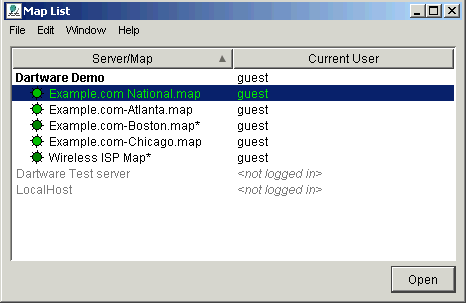 Map List
File Edit Window Help
Server/Map Current User
Dartware Demo guest
Example.com National.map guest
Example.com-Atlanta.map guest
Example.com-Boston.map* guest
Example.com-Chicago.map guest
Wireless ISP Map* guest
Dartware Test server <not logged in>
LocalHost <not logged in>
Open